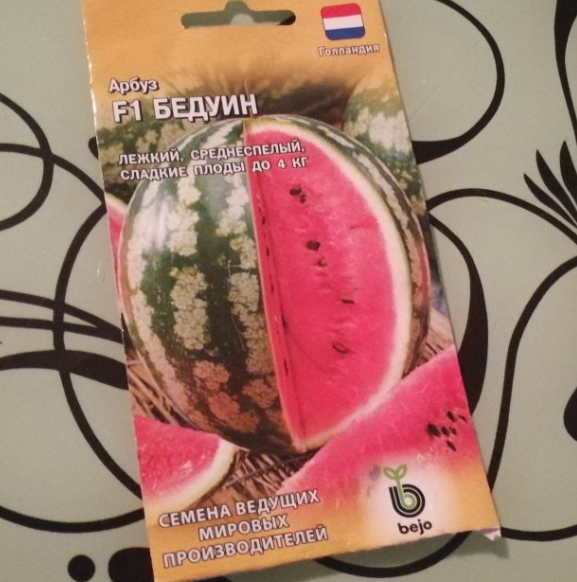 Голландия
Арбуз
F1 БЕДУИН
ЛЕЖКИЙ, СРЕДНЕСПЕЛЫЙ,
СЛАДКИЕ ПЛОДЫ ДО 4 КГ
СЕМЕНА ВЕДУЩИХ
МИРОВЫХ
ПРОИЗВОДИТЕЛЕЙ
bejo